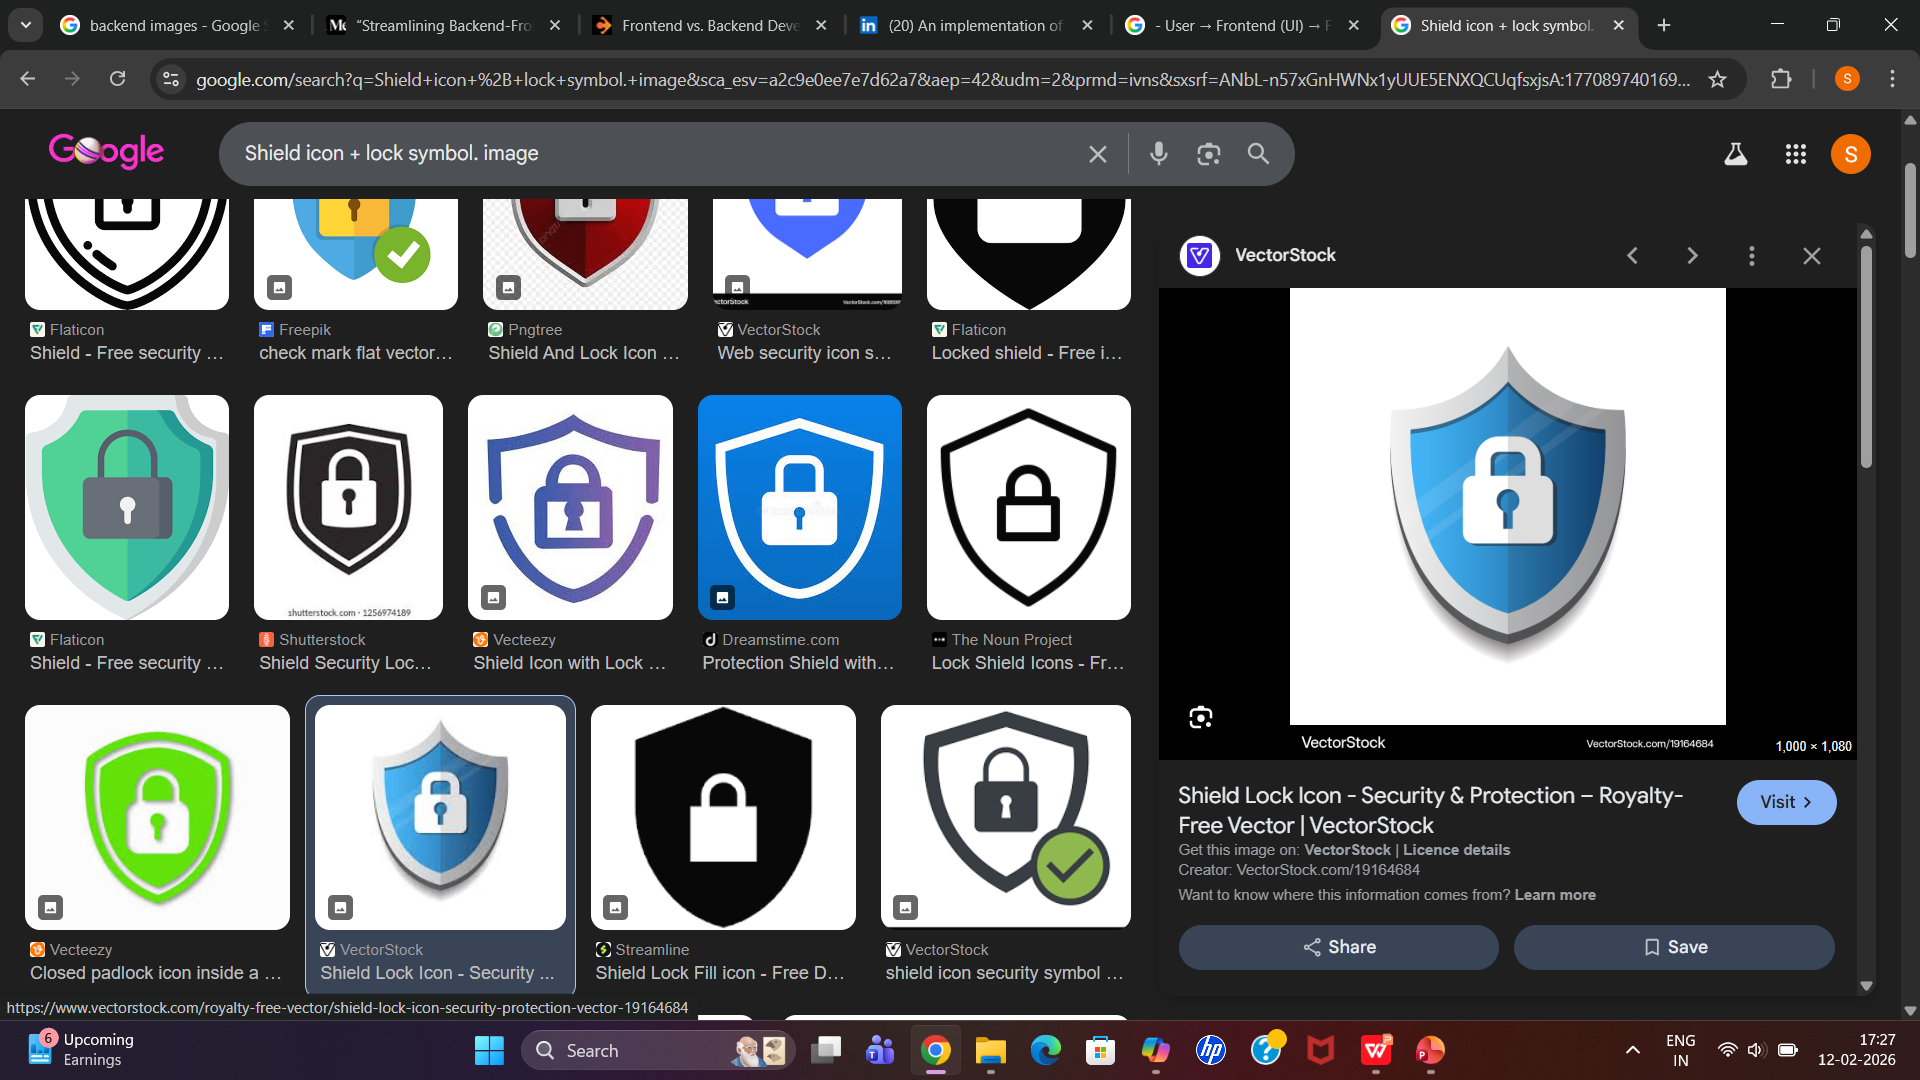 backend images - Google S
"Streamlining Backend-Fro
Frontend vs. Backend Deve
(20) An implementation of
- User → Frontend (UI) → F
Shield icon + lock symbol.
google.com/search?q=Shield+icon+%2B+lock+symbol.+image&sca_esv=a2c9e0ee7e7d62a7&aep=42&udm=2&prmd=ivns&sxsrf=ANbL-n57xGnHWNx1yUUE5ENXQCUqfsxjsA:177089740169...
S
Google
Shield icon + lock symbol. image
S
VectorStock.com/1668961
Flaticon
Shield - Free security ...
Freepik
check mark flat vector...
Pngtree
Shield And Lock Icon ...
VectorStock
Web security icon s...
Flaticon
Locked shield - Free i...
shutterstock.com · 1256974189
Flaticon
Shield - Free security ...
Shutterstock
Shield Security Loc...
Vecteezy
Shield Icon with Lock ...
Dreamstime.com
Protection Shield with...
The Noun Project
Lock Shield Icons - Fr...
Vecteezy
Closed padlock icon inside a ...
VectorStock
Shield Lock Icon - Security ...
Streamline
Shield Lock Fill icon - Free D...
VectorStock
shield icon security symbol ...
VectorStock
VectorStock
VectorStock.com/19164684
1,000 × 1,080
Shield Lock Icon - Security & Protection – Royalty-
Free Vector | VectorStock
Visit
Get this image on: VectorStock | Licence details
Creator: VectorStock.com/19164684
Want to know where this information comes from? Learn more
Share
Save
https://www.vectorstock.com/royalty-free-vector/shield-lock-icon-security-protection-vector-19164684
6
Upcoming
Earnings
Search
ENG
IN
17:27
12-02-2026